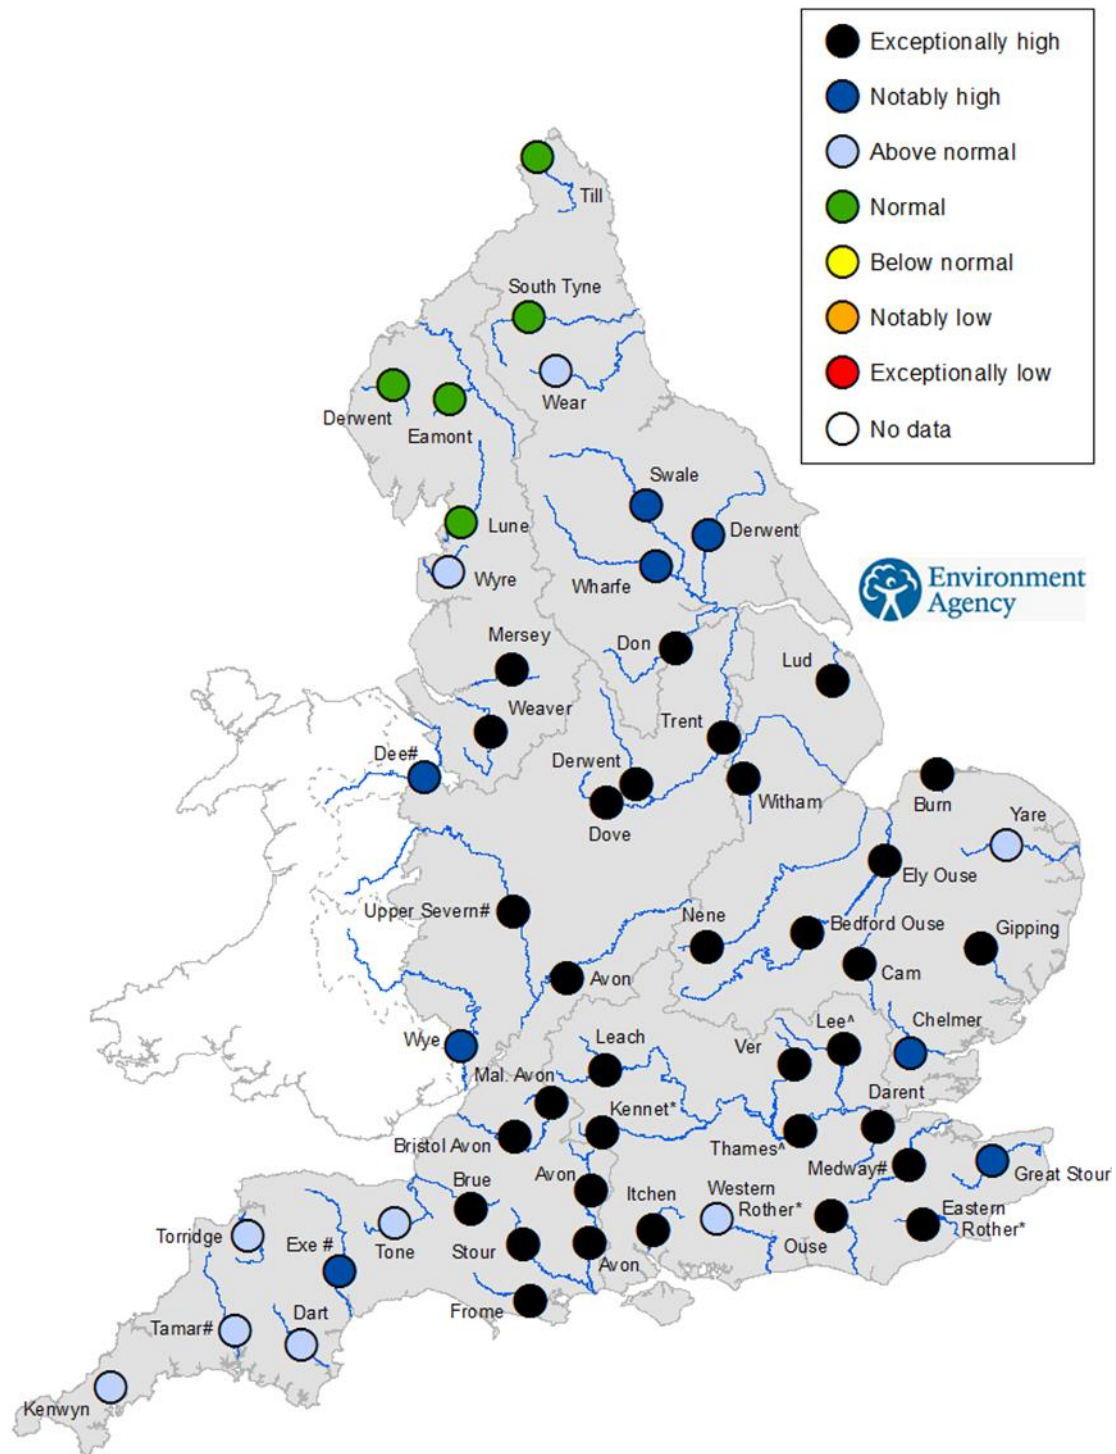 Exceptionally high
Notably high
Above normal
Normal
Below normal
Notably low
Exceptionally low
No data
Till
South Tyne
Wear
Derwent
Eamont
Swale
Lune
Derwent
Wyre
Wharfe
Environment
Agency
Mersey
Don
Lud
Weaver
Trent
Dee#
Derwent
Witham
Burn
Dove
Yare
Ely Ouse
Upper Severn#
Nene
Bedford Ouse
Gipping
Avon
Cam
Chelmer
Wye
Leach
Ver
Lee^
Mal. Avon
Darent
Kennet*
Bristol Avon
Thames^
Medway#
Great Stour*
Brue
Avon
Itchen
Western
Rother*
Eastern
Rother*
Torridge
Exe #
Tone
Stour
Avon
Ouse
Frome
Tamar#
Dart
Kenwyn